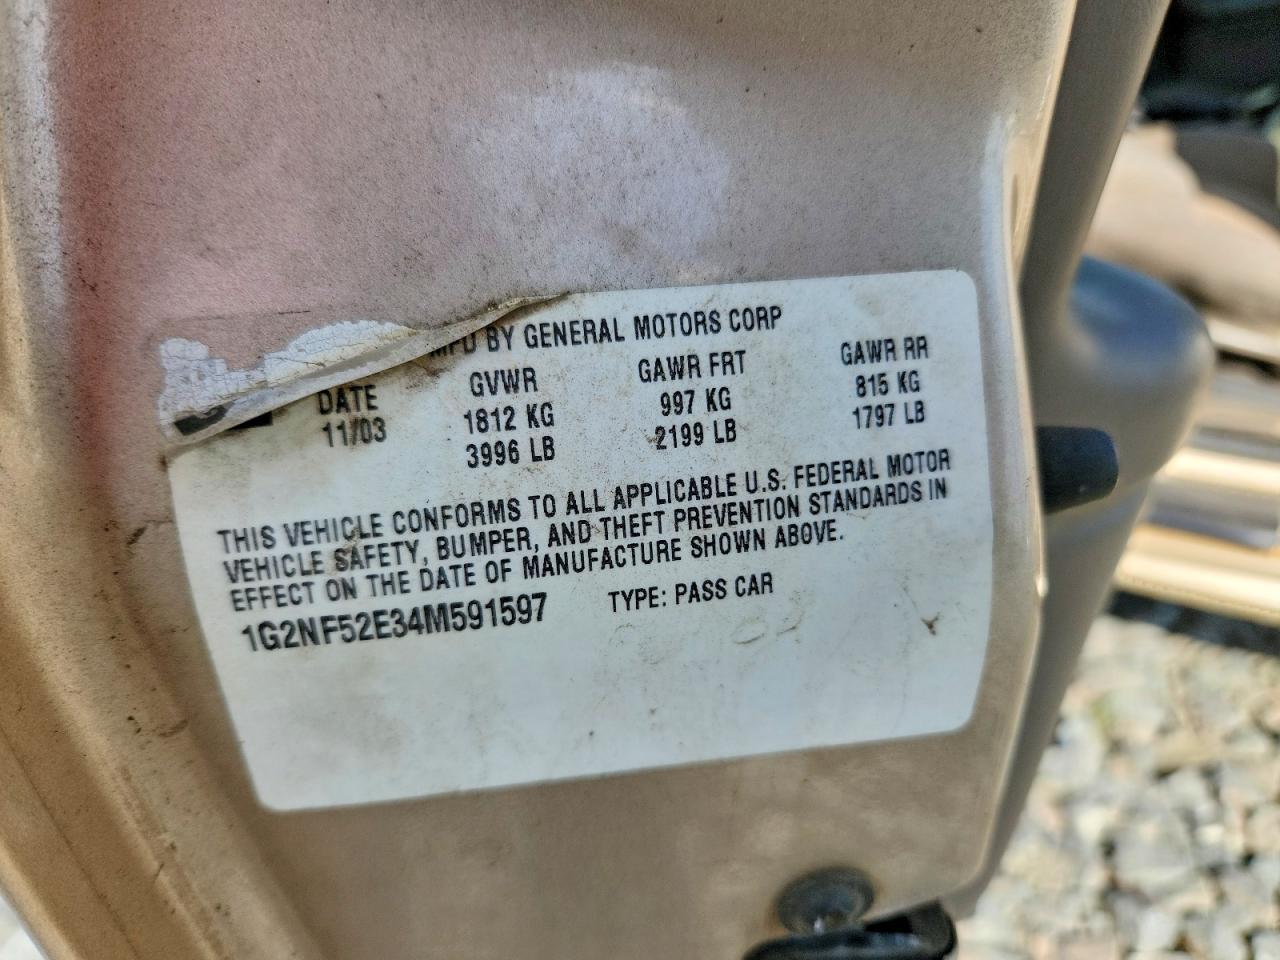 MFD BY GENERAL MOTORS CORP
DATE GVWR GAWR FRT GAWR RR
11/03 1812 KG 997 KG 815 KG
3996 LB 2199 LB 1797 LB
THIS VEHICLE CONFORMS TO ALL APPLICABLE U.S. FEDERAL MOTOR
VEHICLE SAFETY, BUMPER, AND THEFT PREVENTION STANDARDS IN
EFFECT ON THE DATE OF MANUFACTURE SHOWN ABOVE.
1G2NF52E34M591597 TYPE: PASS CAR